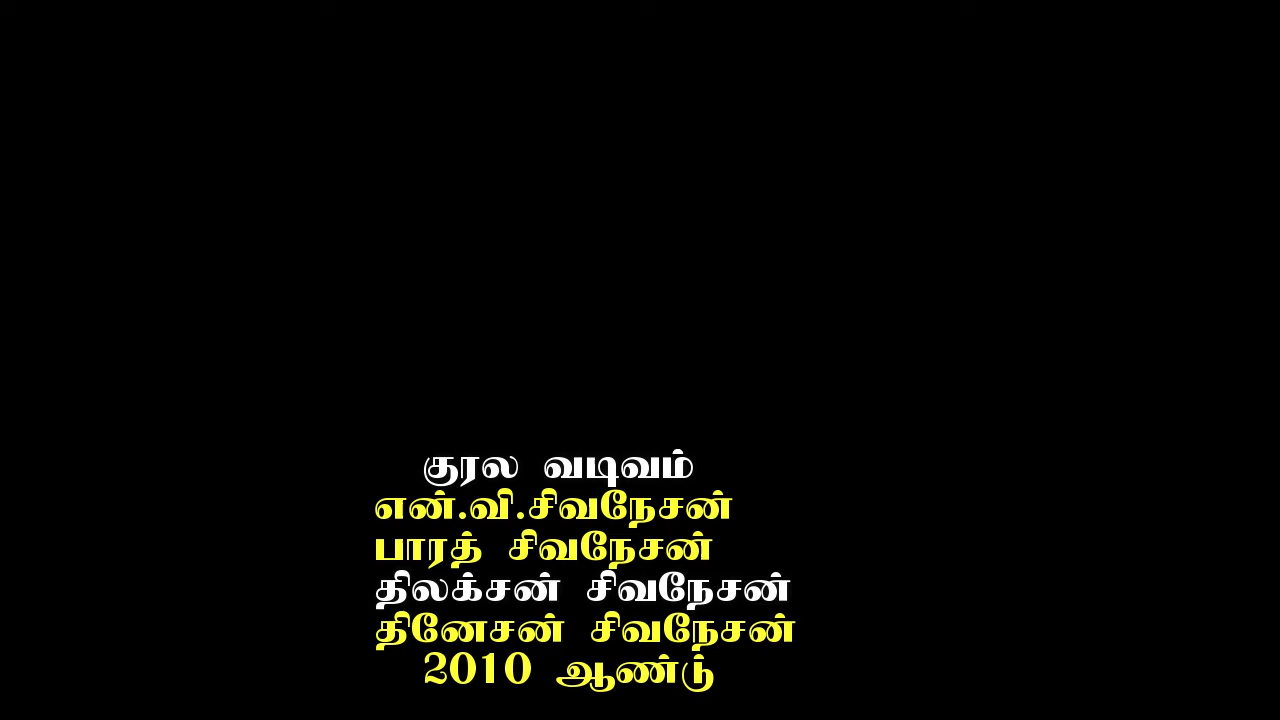 குரல வடிவம்
என்.வி.சிவநேசன்
பாரத் சிவநேசன்
திலக்சன் சிவநேசன்
தினேசன் சிவநேசன்
2010 ஆண்டு